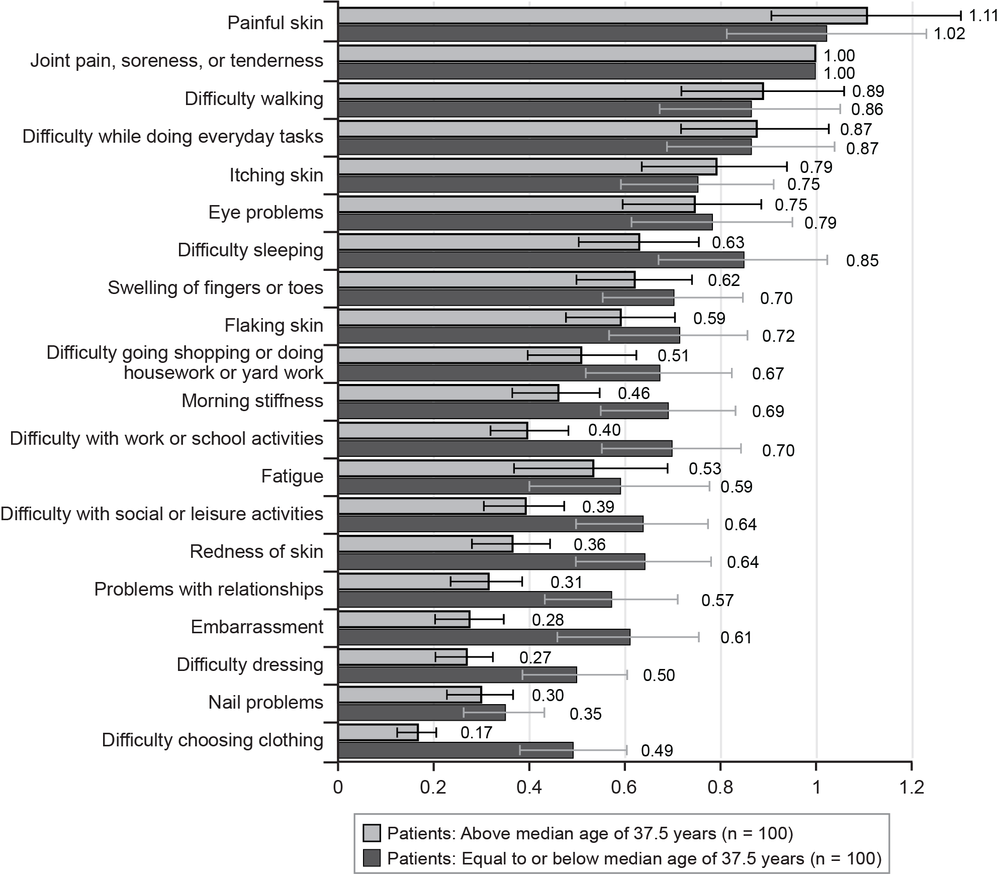 Painful skin
1.11
1.02
Joint pain, soreness, or tenderness
1.00
1.00
Difficulty walking
0.89
0.86
Difficulty while doing everyday tasks
0.87
0.87
Itching skin
0.79
0.75
Eye problems
0.75
0.79
Difficulty sleeping
0.63
0.85
Swelling of fingers or toes
0.62
0.70
Flaking skin
0.59
0.72
Difficulty going shopping or doing
housework or yard work
0.51
0.67
Morning stiffness
0.46
0.69
Difficulty with work or school activities
0.40
0.70
Fatigue
0.53
0.59
Difficulty with social or leisure activities
0.39
0.64
Redness of skin
0.36
0.64
Problems with relationships
0.31
0.57
Embarrassment
0.28
0.61
Difficulty dressing
0.27
0.50
Nail problems
0.30
0.35
Difficulty choosing clothing
0.17
0.49
0 0.2 0.4 0.6 0.8 1 1.2
Patients: Above median age of 37.5 years (n = 100)
Patients: Equal to or below median age of 37.5 years (n = 100)